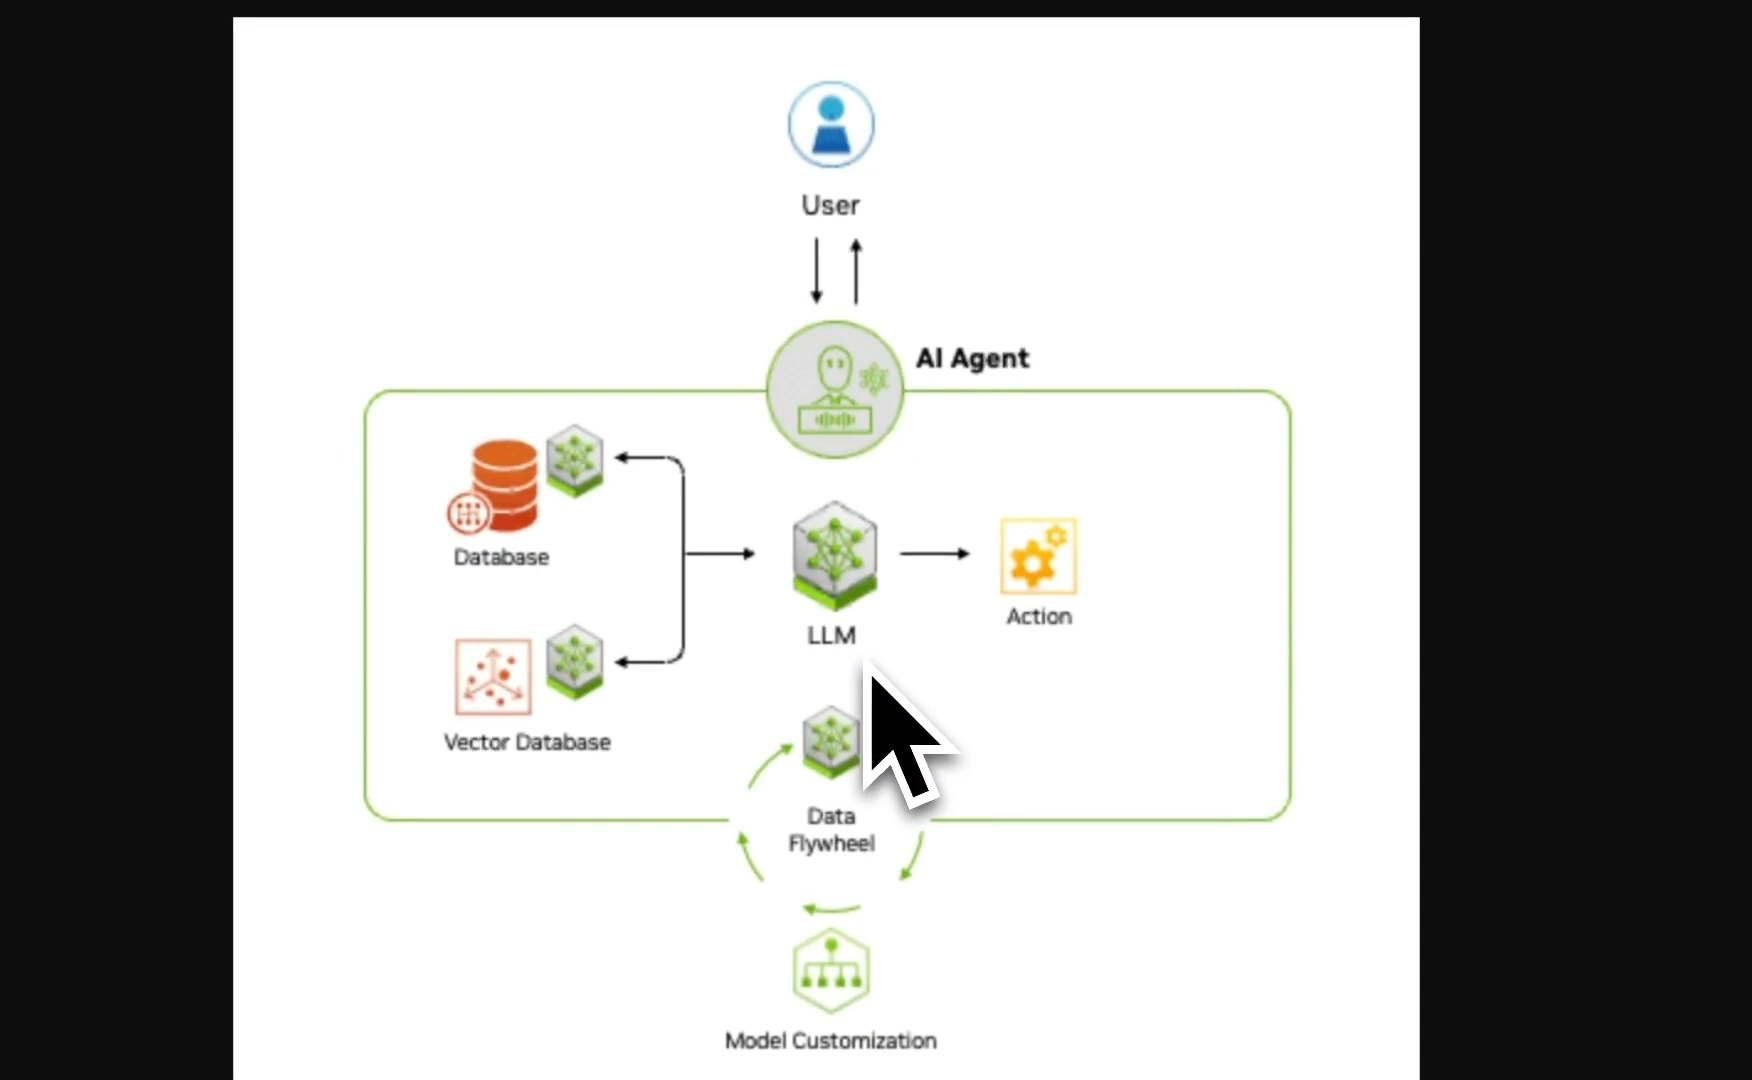 User
AI Agent
Database
LLM
Action
Vector Database
Data
Flywheel
Model Customization